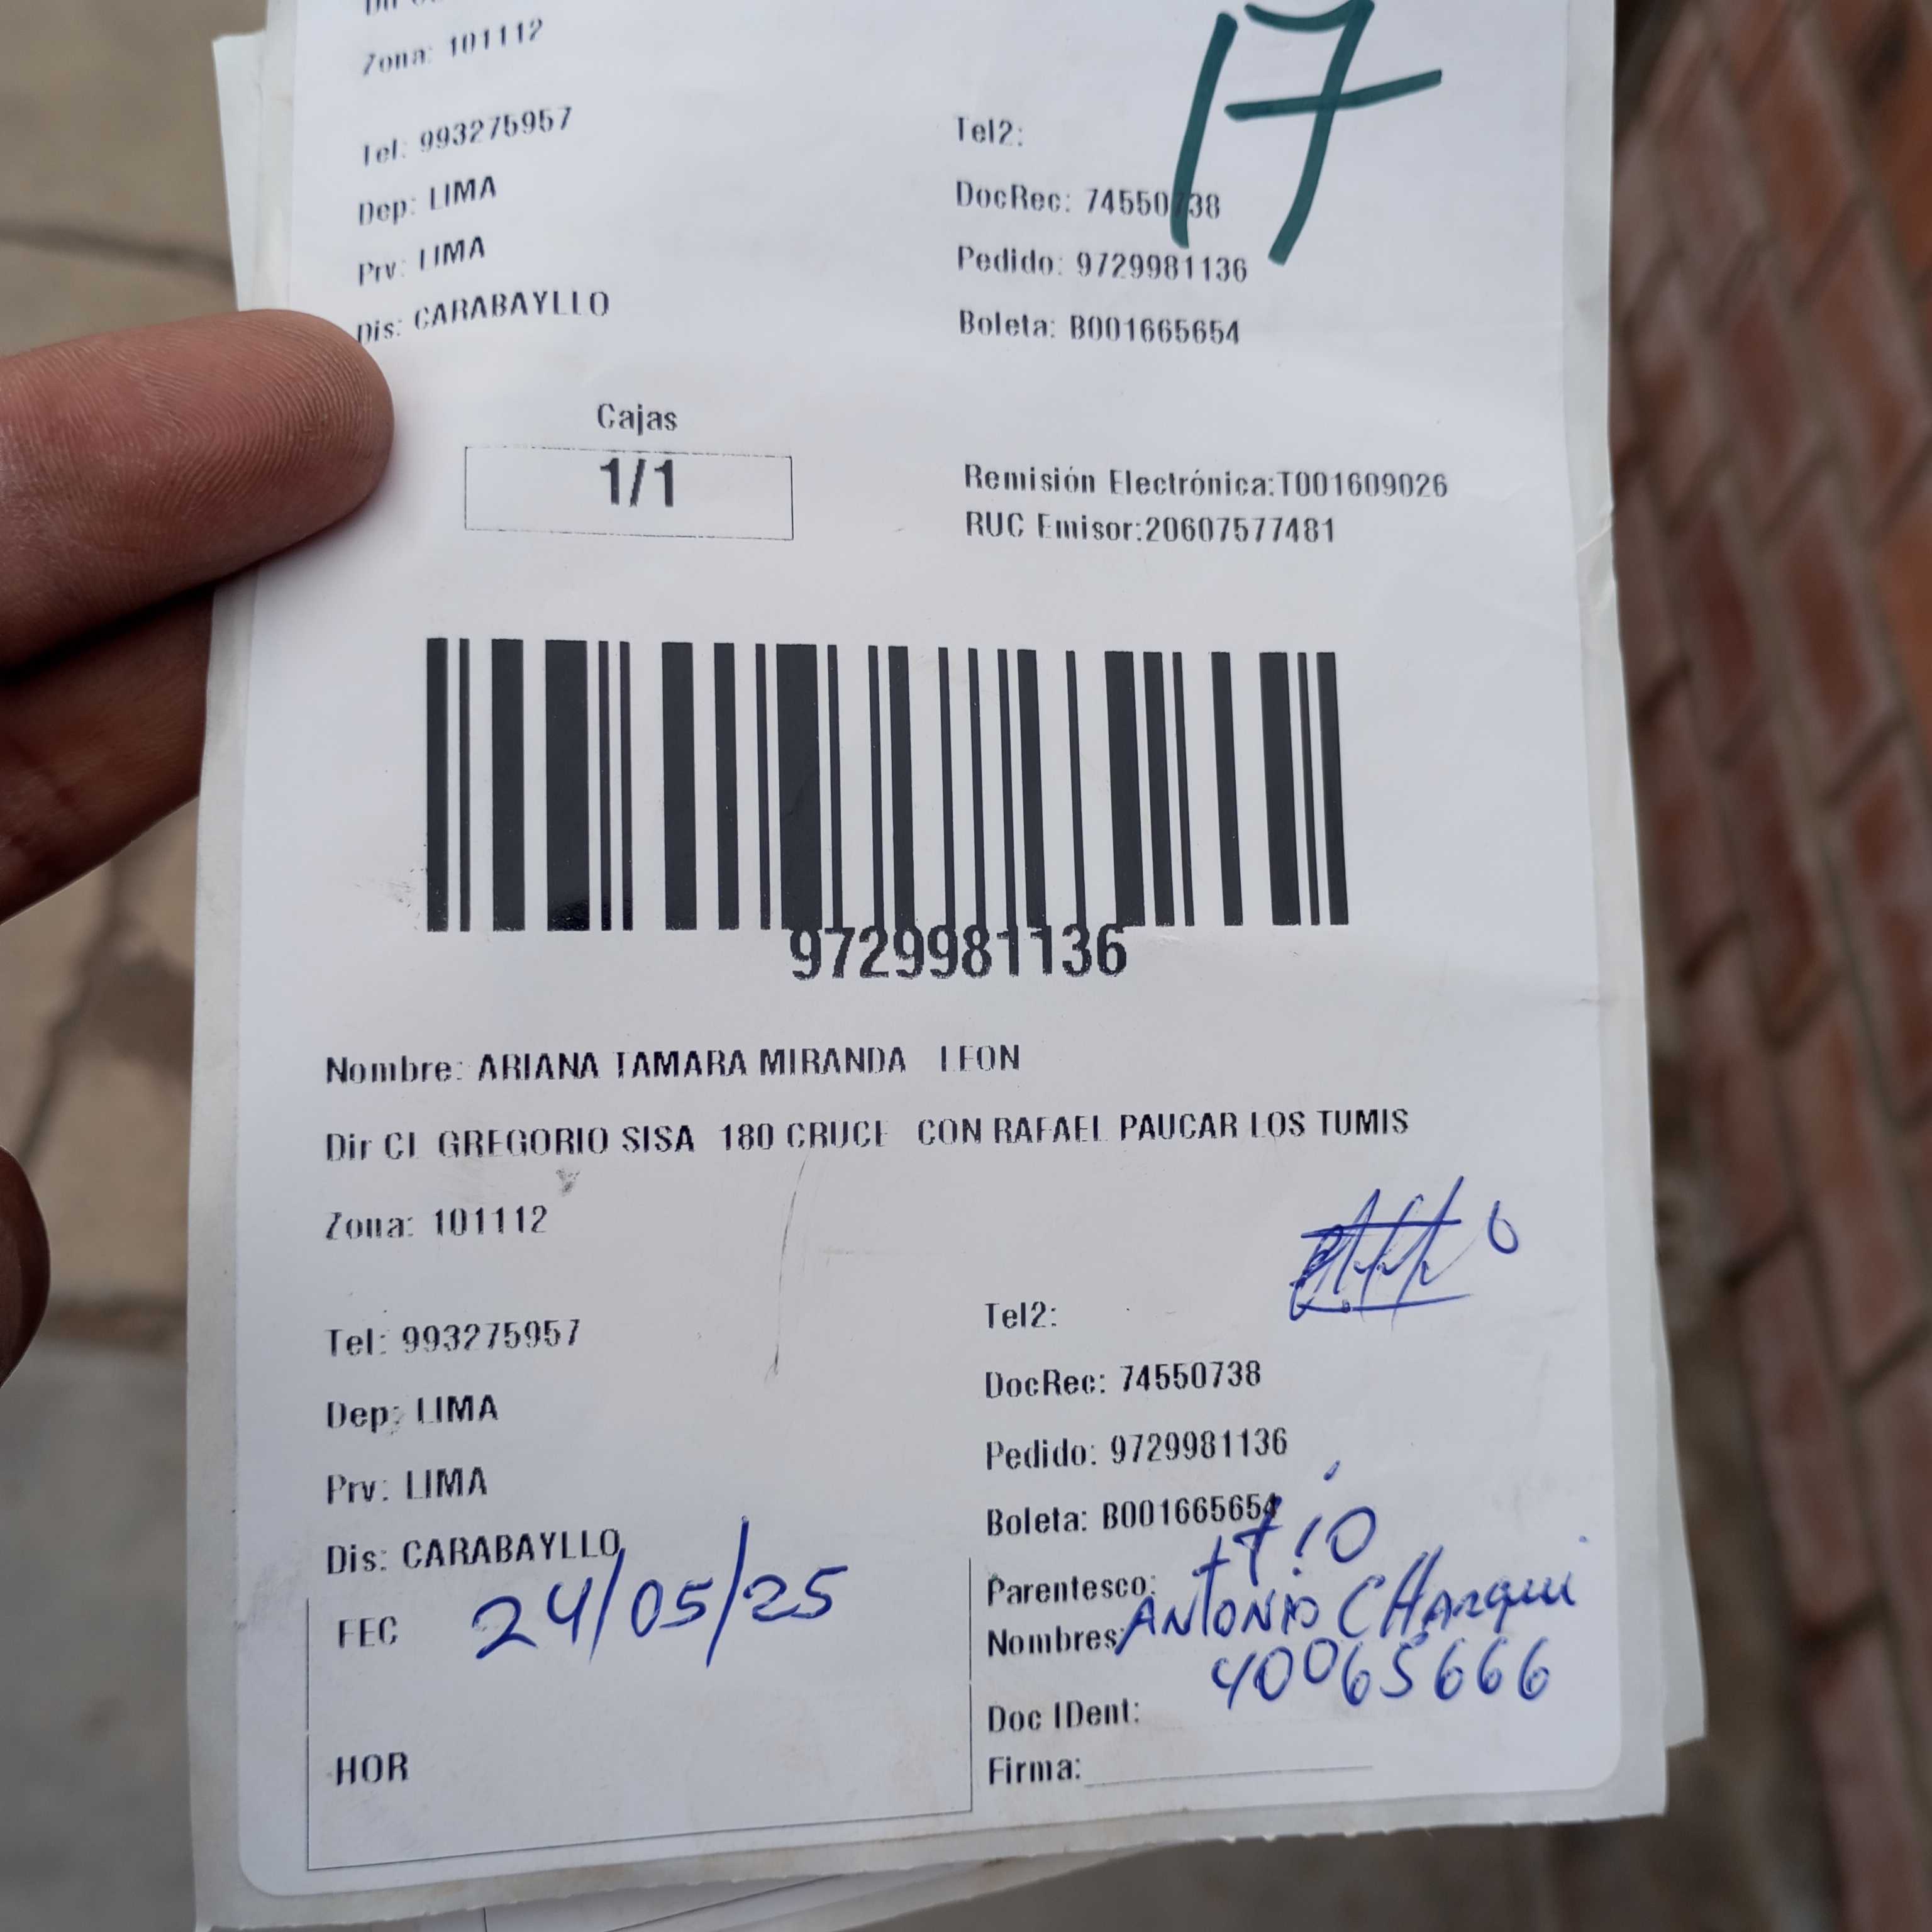 Zona: 101112
17
Tel: 993275957
Tel2:
Dep: LIMA
DocRec: 74550738
Prv: LIMA
Pedido: 9729981136
Dis: CARABAYLLO
Boleta: B001665654
Cajas
1/1
Remisión Electrónica:T001609026
RUC Emisor:20607577481
9729981136
Nombre: ARIANA TAMARA MIRANDA LEON
Dir CL GREGORIO SISA 180 CRUCE CON RAFAEL PAUCAR LOS TUMIS
Zona: 101112
Tel: 993275957
Tel2:
DocRec: 74550738
Dep: LIMA
Pedido: 9729981136
Prv: LIMA
Boleta: B001665654
Dis: CARABAYLLO
Parentesco: tío
FEC 24/05/25
Nombres: ANTONIO CHArqui
40065666
Doc IDent:
HOR
Firma: